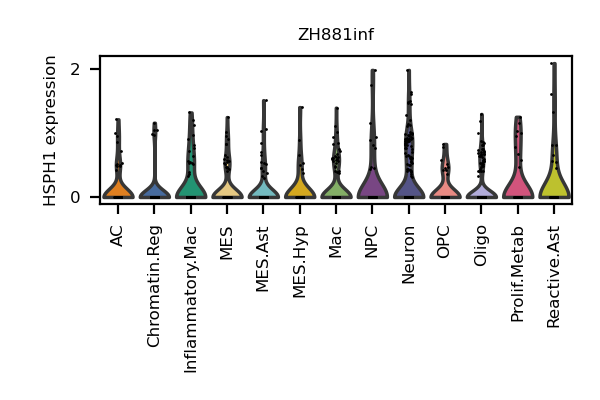 ZH881inf
HSPH1 expression
2
0
AC
Chromatin.Reg
Inflammatory.Mac
MES
MES.Ast
MES.Hyp
Mac
NPC
Neuron
OPC
Oligo
Prolif.Metab
Reactive.Ast